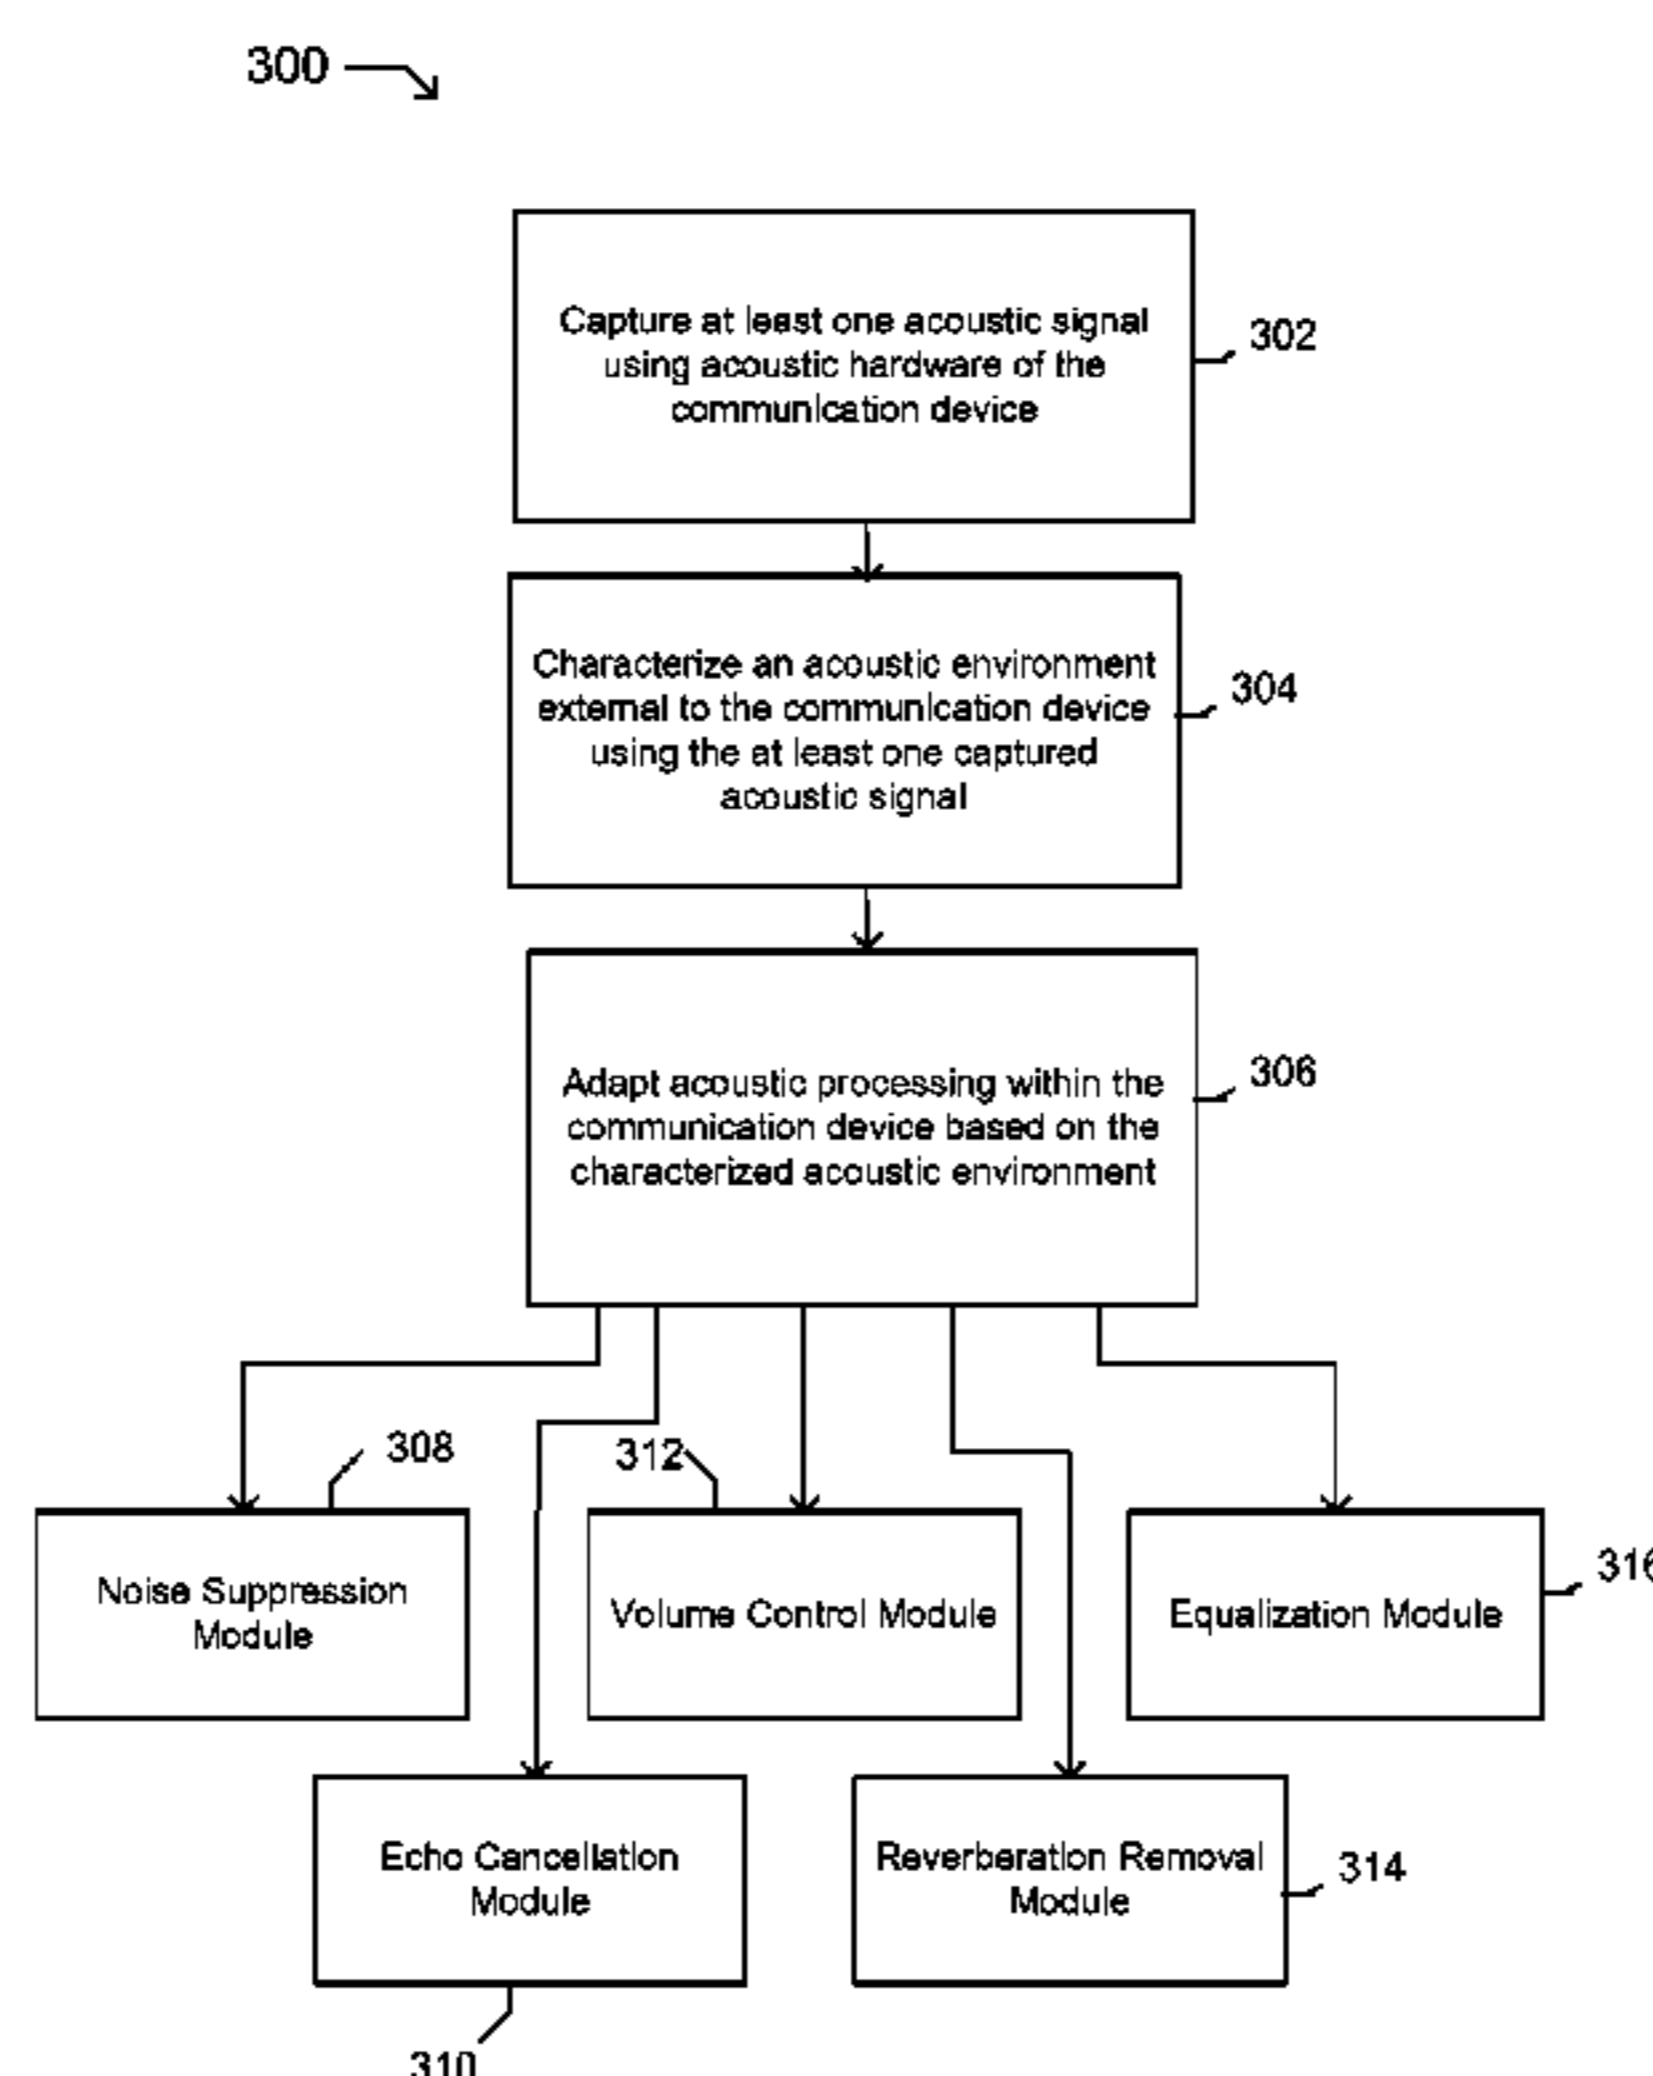 300
Capture at least one acoustic signal
using acoustic hardware of the
communication device
302
Characterize an acoustic environment
external to the communication device
using the at least one captured
acoustic signal
304
Adapt acoustic processing within the
communication device based on the
characterized acoustic environment
306
308
312
Noise Suppression
Module
Volume Control Module
Equalization Module
316
Echo Cancellation
Module
Reverberation Removal
Module
314
310